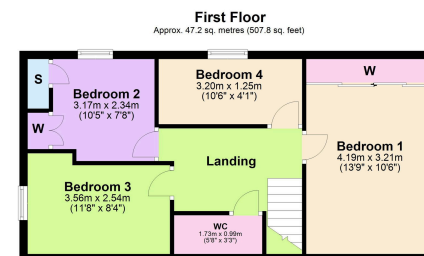 First Floor
Approx. 47.2 sq. metres (507.8 sq. feet)
S
Bedroom 2
3.17m x 2.34m
(10'5" x 7'8")
W
Bedroom 4
3.20m x 1.25m
(10'6" x 4'1")
W
Bedroom 1
4.19m x 3.21m
(13'9" x 10'6")
Landing
Bedroom 3
3.56m x 2.54m
(11'8" x 8'4")
WC
1.73m x 0.99m
(5'8" x 3'3")